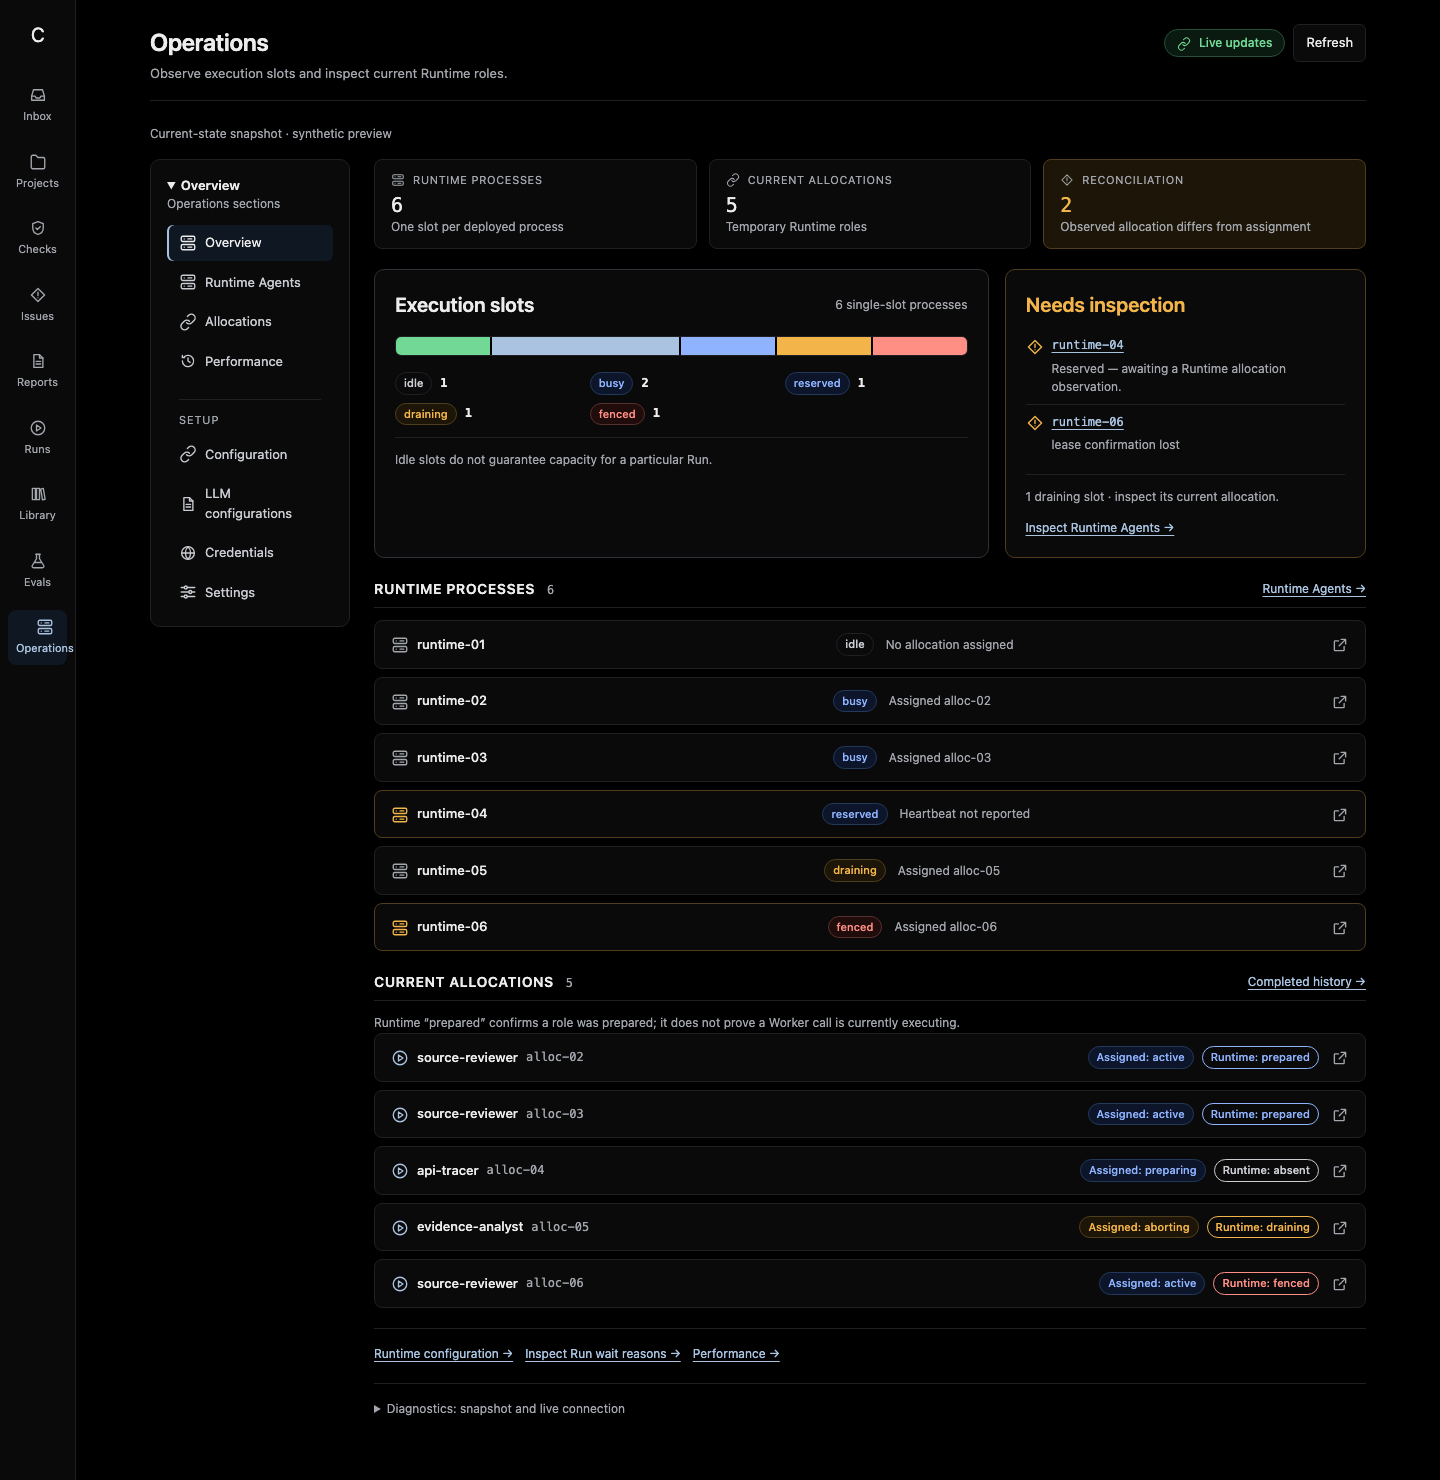 C
Inbox
Projects
Checks
Issues
Reports
Runs
Library
Evals
Operations
Operations
Observe execution slots and inspect current Runtime roles.
Live updates
Refresh
Current-state snapshot · synthetic preview
▼ Overview
Operations sections
Overview
Runtime Agents
Allocations
Performance
SETUP
Configuration
LLM
configurations
Credentials
Settings
RUNTIME PROCESSES
6
One slot per deployed process
CURRENT ALLOCATIONS
5
Temporary Runtime roles
RECONCILIATION
2
Observed allocation differs from assignment
Execution slots
6 single-slot processes
idle 1
busy 2
reserved 1
draining 1
fenced 1
Idle slots do not guarantee capacity for a particular Run.
Needs inspection
runtime-04
Reserved — awaiting a Runtime allocation
observation.
runtime-06
lease confirmation lost
1 draining slot · inspect its current allocation.
Inspect Runtime Agents →
RUNTIME PROCESSES 6
Runtime Agents →
runtime-01 idle No allocation assigned
runtime-02 busy Assigned alloc-02
runtime-03 busy Assigned alloc-03
runtime-04 reserved Heartbeat not reported
runtime-05 draining Assigned alloc-05
runtime-06 fenced Assigned alloc-06
CURRENT ALLOCATIONS 5
Completed history →
Runtime “prepared” confirms a role was prepared; it does not prove a Worker call is currently executing.
source-reviewer alloc-02 Assigned: active Runtime: prepared
source-reviewer alloc-03 Assigned: active Runtime: prepared
api-tracer alloc-04 Assigned: preparing Runtime: absent
evidence-analyst alloc-05 Assigned: aborting Runtime: draining
source-reviewer alloc-06 Assigned: active Runtime: fenced
Runtime configuration → Inspect Run wait reasons → Performance →
▶ Diagnostics: snapshot and live connection